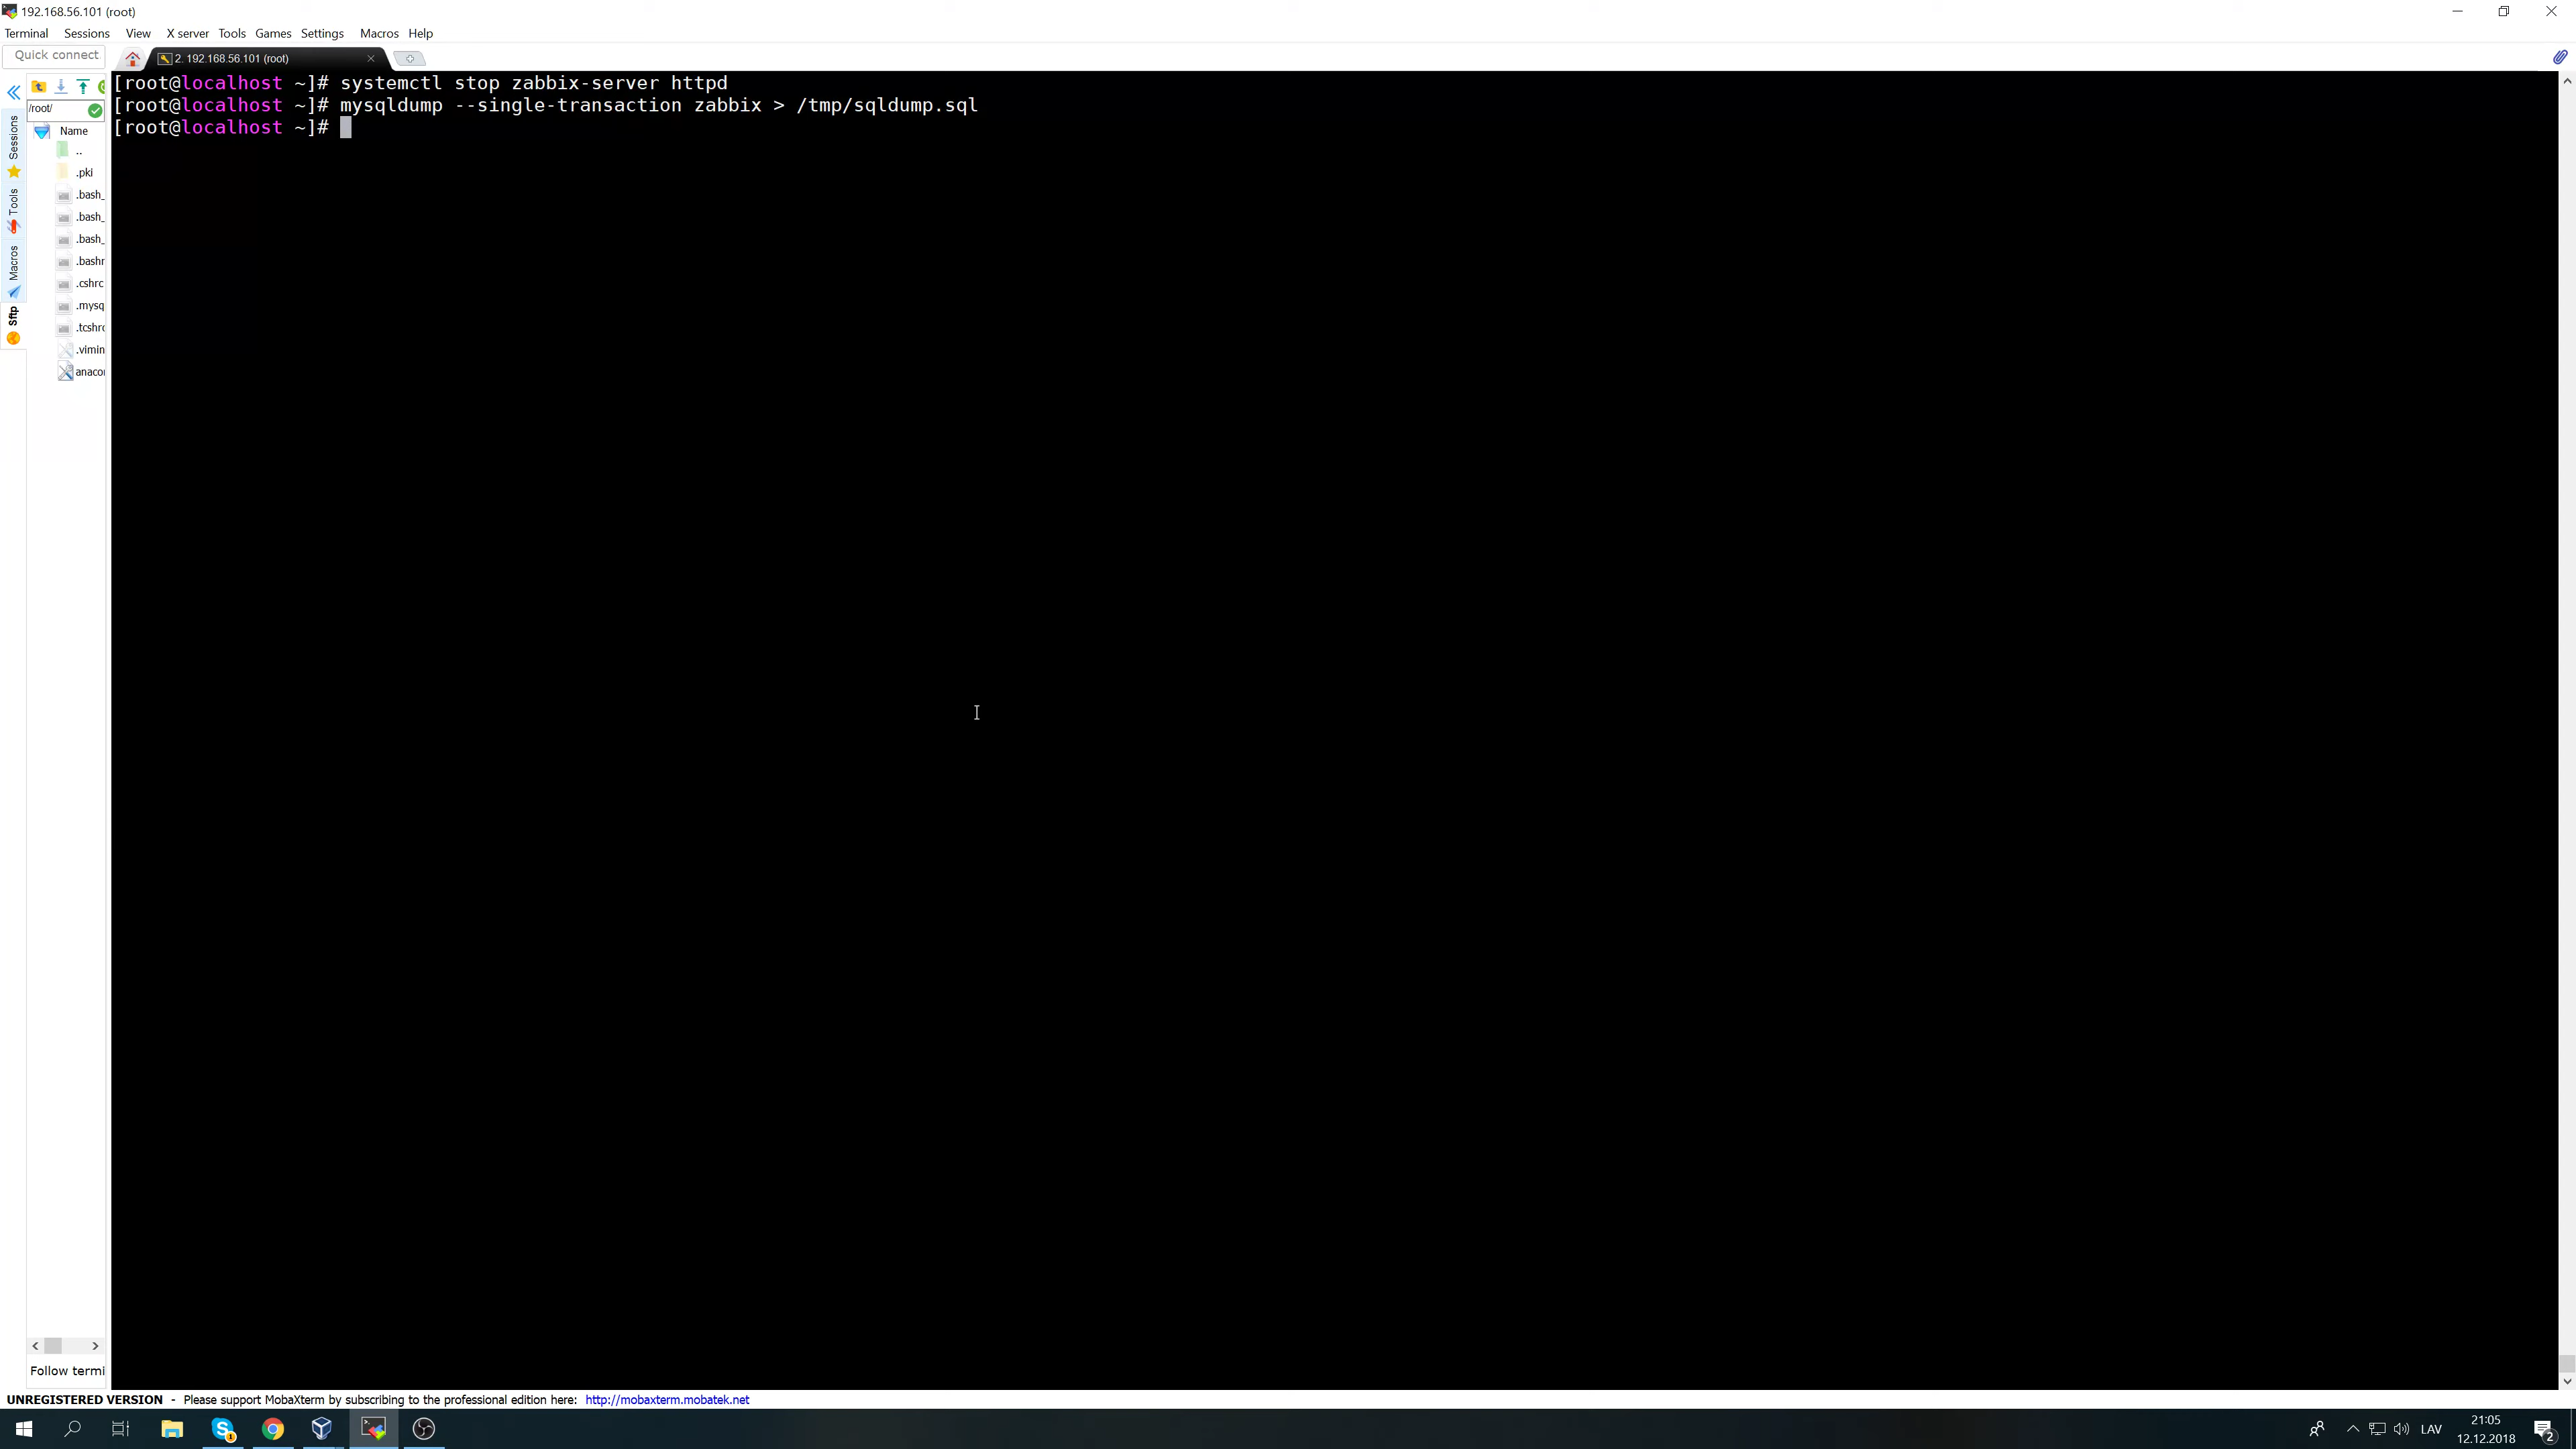 192.168.56.101 (root)
Terminal Sessions View X server Tools Games Settings Macros Help
Quick connect
2. 192.168.56.101 (root)
/root/
Name
..
.pki
.bash_
.bash_
.bash_
.bashr
.cshrc
.mysq
.tcshrc
.vimin
anacon
Sessions
Tools
Macros
Sftp
[root@localhost ~]# systemctl stop zabbix-server httpd
[root@localhost ~]# mysqldump --single-transaction zabbix > /tmp/sqldump.sql
[root@localhost ~]#
Follow termi
UNREGISTERED VERSION - Please support MobaXterm by subscribing to the professional edition here: http://mobaxterm.mobatek.net
LAV
21:05
12.12.2018
2